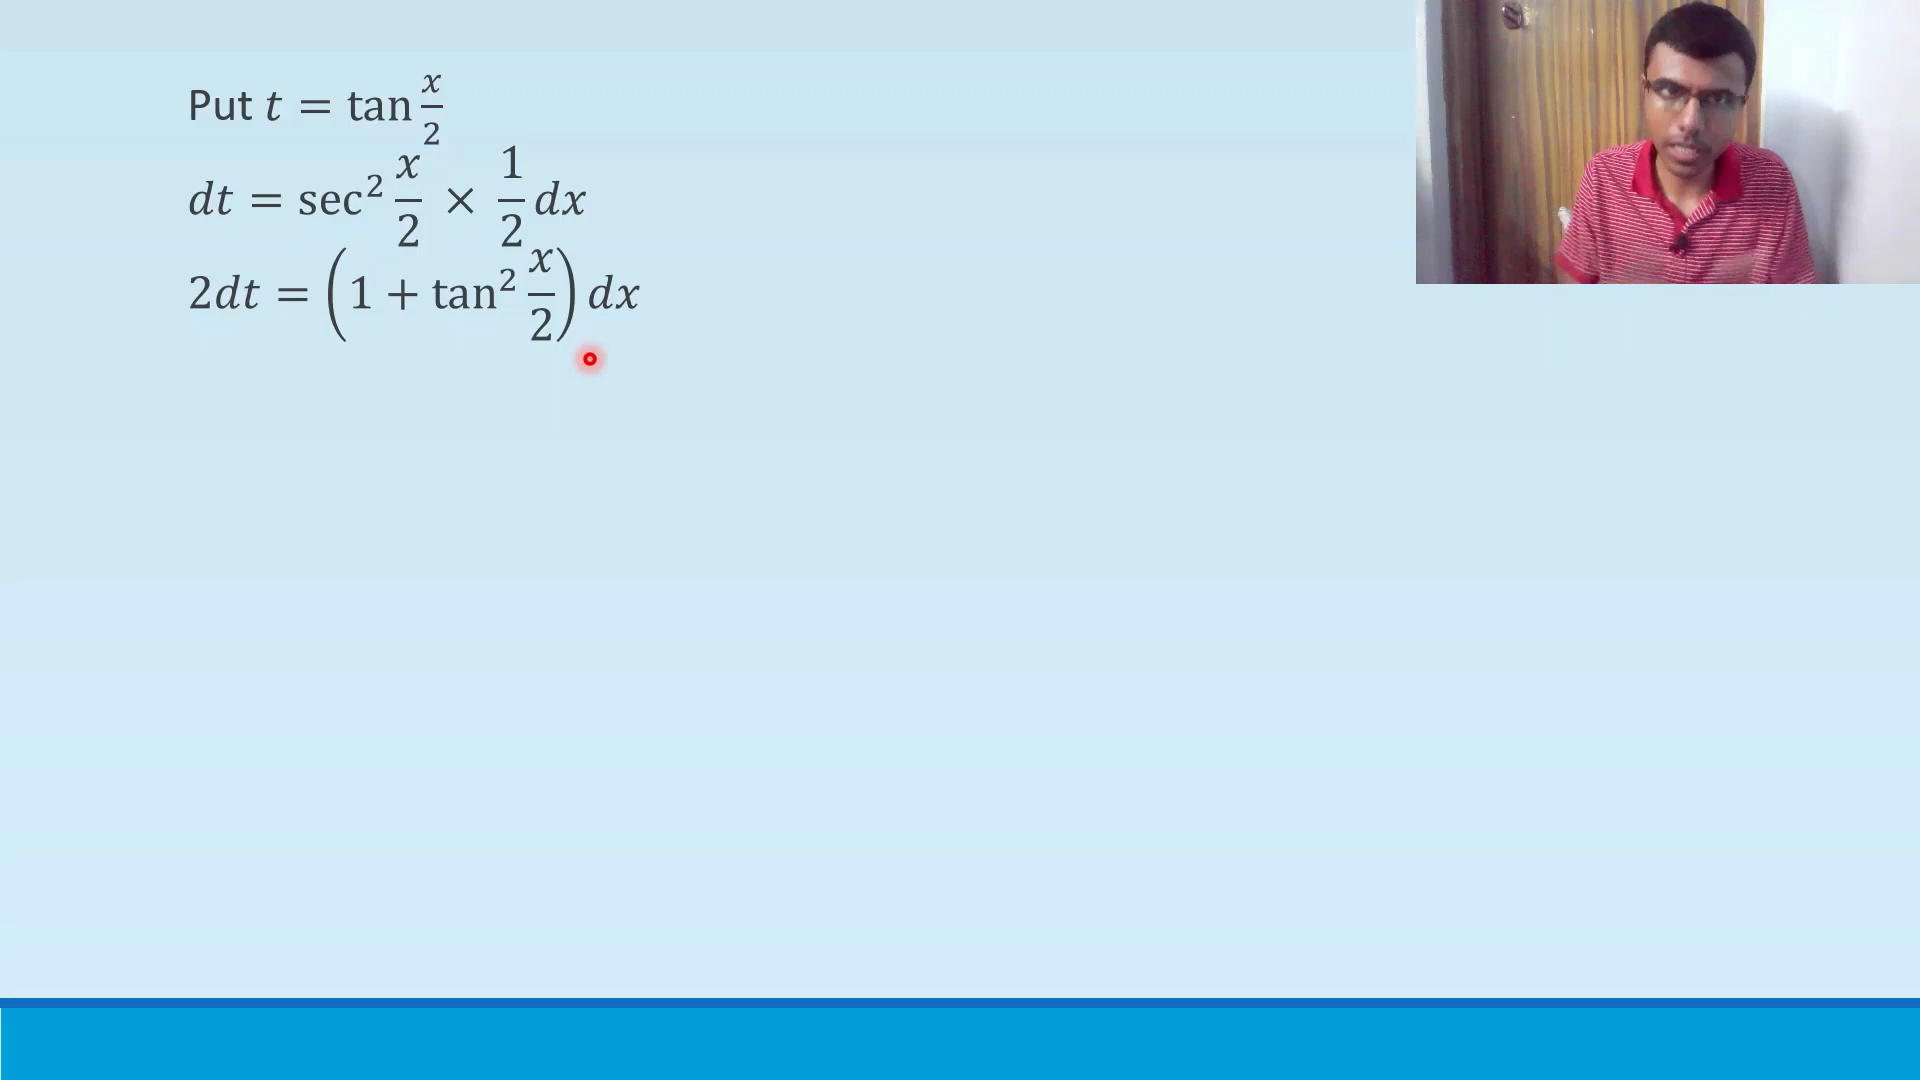 Put t = tan x/2
dt = sec² x/2 × 1/2 dx
2dt = (1 + tan² x/2) dx